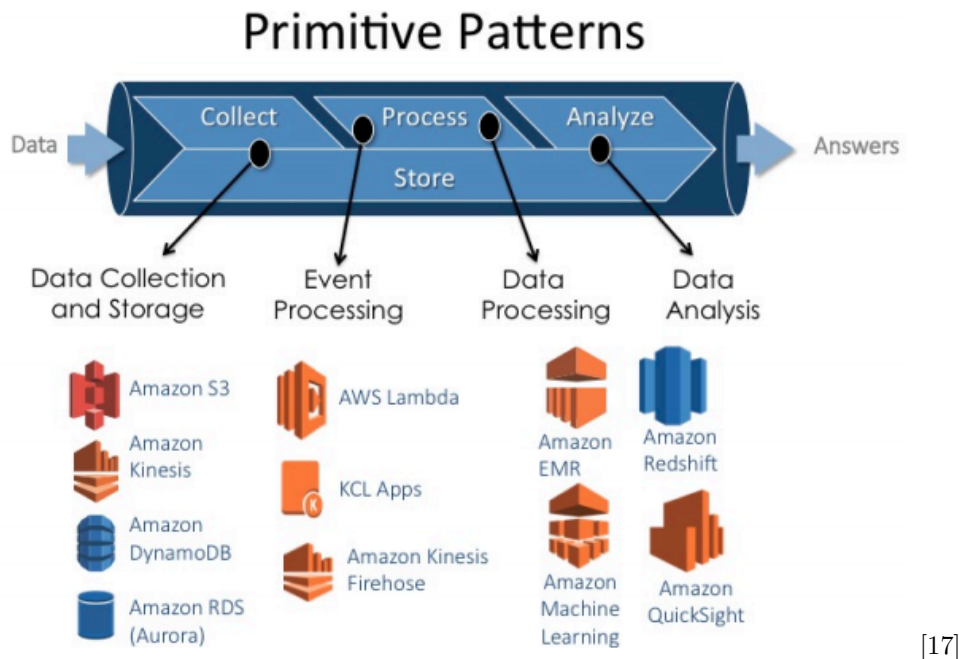 Primitive Patterns
Data
Collect
Process
Analyze
Store
Answers
Data Collection
and Storage
Event
Processing
Data
Processing
Data
Analysis
Amazon S3
Amazon
Kinesis
Amazon
DynamoDB
Amazon RDS
(Aurora)
AWS Lambda
KCL Apps
K
Amazon Kinesis
Firehose
Amazon
EMR
Amazon
Machine
Learning
Amazon
Redshift
Amazon
QuickSight
[17]